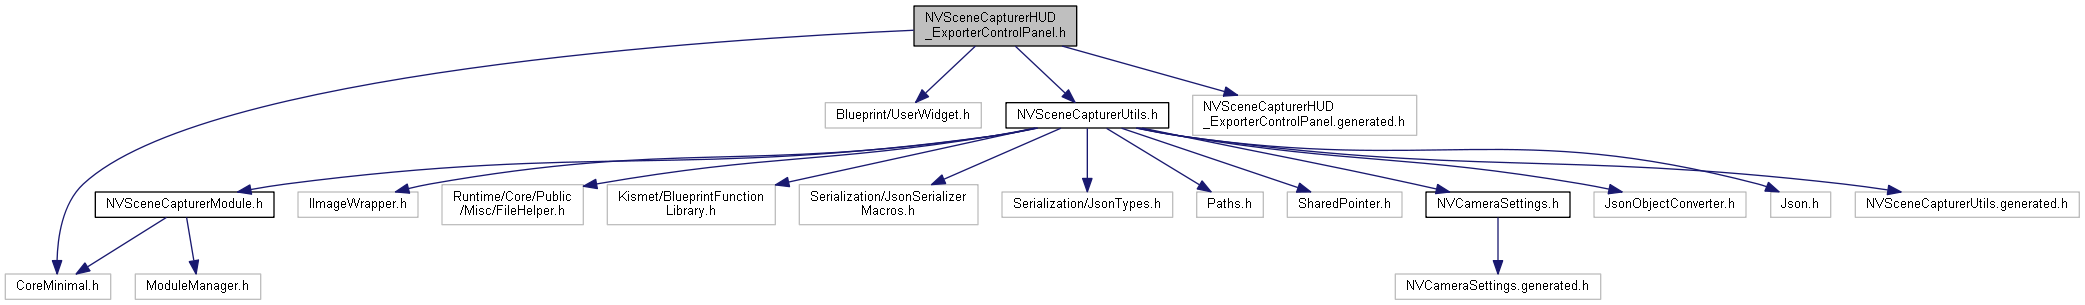 NVSceneCapturerHUD
_ExporterControlPanel.h
Blueprint/UserWidget.h
NVSceneCapturerUtils.h
NVSceneCapturerHUD
_ExporterControlPanel.generated.h
NVSceneCapturerModule.h
IImageWrapper.h
Runtime/Core/Public
/Misc/FileHelper.h
Kismet/BlueprintFunction
Library.h
Serialization/JsonSerializer
Macros.h
Serialization/JsonTypes.h
Paths.h
SharedPointer.h
NVCameraSettings.h
JsonObjectConverter.h
Json.h
NVSceneCapturerUtils.generated.h
CoreMinimal.h
ModuleManager.h
NVCameraSettings.generated.h